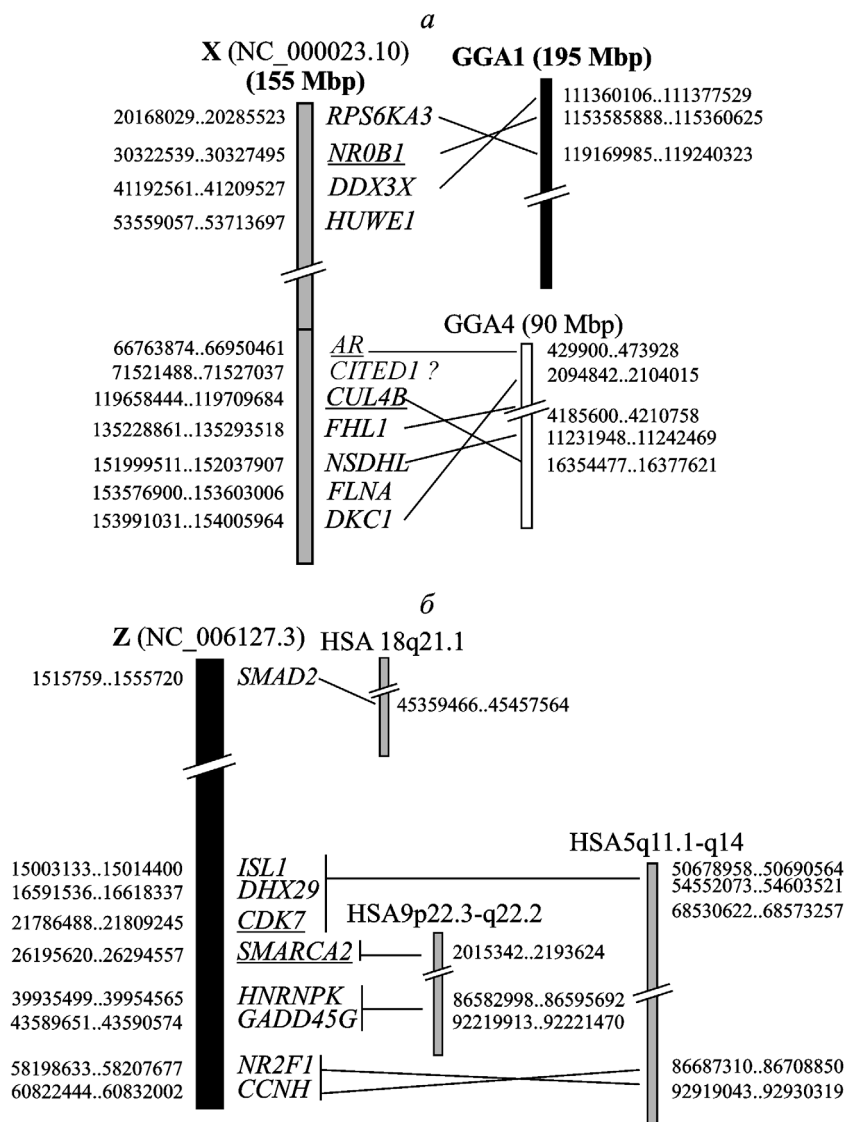 а
X (NC_000023.10)
(155 Mbp)
GGA1 (195 Mbp)
20168029..20285523 RPS6KA3 111360106..111377529
1153585888..115360625
30322539..30327495 NR0B1 119169985..119240323
41192561..41209527 DDX3X
53559057..53713697 HUWE1
GGA4 (90 Mbp)
66763874..66950461 AR 429900..473928
71521488..71527037 CITED1 ? 2094842..2104015
119658444..119709684 CUL4B 4185600..4210758
135228861..135293518 FHL1 11231948..11242469
151999511..152037907 NSDHL 16354477..16377621
153576900..153603006 FLNA
153991031..154005964 DKC1
б
Z (NC_006127.3) HSA 18q21.1
1515759..1555720 SMAD2
45359466..45457564
HSA5q11.1-q14
15003133..15014400 ISL1 50678958..50690564
16591536..16618337 DHX29 54552073..54603521
21786488..21809245 CDK7 68530622..68573257
HSA9p22.3-q22.2
26195620..26294557 SMARCA2 2015342..2193624
39935499..39954565 HNRNPK 86582998..86595692
43589651..43590574 GADD45G 92219913..92221470
58198633..58207677 NR2F1 86687310..86708850
60822444..60832002 CCNH 92919043..92930319